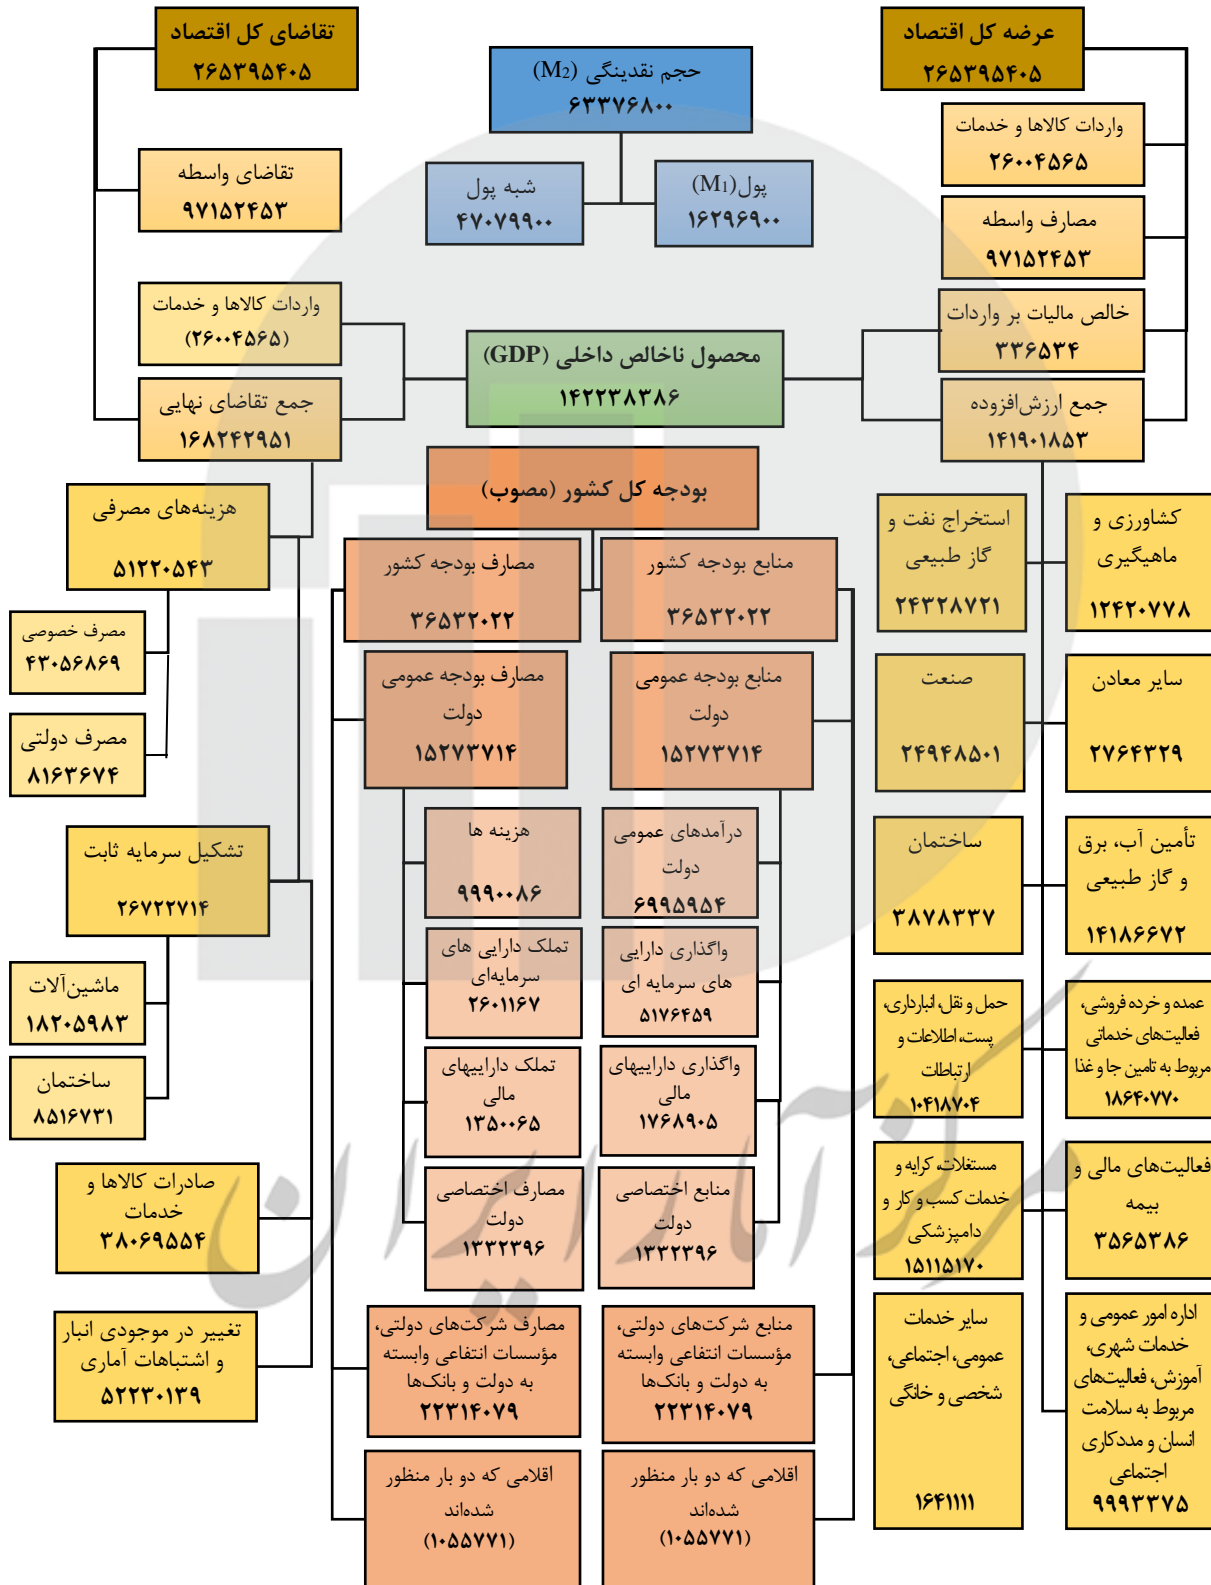 عرضه کل اقتصاد
۲۶۵۳۹۵۴۰۵
واردات کالاها و خدمات
۲۶۰۰۴۵۶۵
مصارف واسطه
۹۷۱۵۲۴۵۳
خالص مالیات بر واردات
۳۳۶۵۳۴
جمع ارزش‌افزوده
۱۴۱۹۰۱۸۵۳
کشاورزی و
ماهیگیری
۱۲۴۲۰۷۷۸
استخراج نفت و
گاز طبیعی
۲۴۳۲۸۷۲۱
سایر معادن
۲۷۶۴۳۲۹
صنعت
۲۴۹۴۸۵۰۱
تأمین آب، برق
و گاز طبیعی
۱۴۱۸۶۶۷۲
ساختمان
۳۸۷۸۳۳۷
عمده و خرده فروشی،
فعالیت‌های خدماتی
مربوط به تامین جا و غذا
۱۸۶۴۰۷۷۰
حمل و نقل، انبارداری،
پست، اطلاعات و
ارتباطات
۱۰۴۱۸۷۰۴
فعالیت‌های مالی و
بیمه
۳۵۶۵۳۸۶
مستغلات، کرایه و
خدمات کسب و کار و
دامپزشکی
۱۵۱۱۵۱۷۰
اداره امور عمومی و
خدمات شهری،
آموزش، فعالیت‌های
مربوط به سلامت
انسان و مددکاری
اجتماعی
۹۹۹۳۳۷۵
سایر خدمات
عمومی، اجتماعی،
شخصی و خانگی
۱۶۴۱۱۱۱
حجم نقدینگی (M2)
۶۳۳۷۶۸۰۰
پول(M1)
۱۶۲۹۶۹۰۰
شبه پول
۴۷۰۷۹۹۰۰
محصول ناخالص داخلی (GDP)
۱۴۲۲۳۸۳۸۶
بودجه کل کشور (مصوب)
منابع بودجه کشور
۳۶۵۳۲۰۲۲
مصارف بودجه کشور
۳۶۵۳۲۰۲۲
منابع بودجه عمومی
دولت
۱۵۲۷۳۷۱۴
مصارف بودجه عمومی
دولت
۱۵۲۷۳۷۱۴
درآمدهای عمومی
دولت
۶۹۹۵۹۵۴
هزینه ها
۹۹۹۰۰۸۶
واگذاری دارایی
های سرمایه ای
۵۱۷۶۴۵۹
تملک دارایی های
سرمایه‌ای
۲۶۰۱۱۶۷
واگذاری داراییهای
مالی
۱۷۶۸۹۰۵
تملک داراییهای
مالی
۱۳۵۰۰۶۵
منابع اختصاصی
دولت
۱۳۳۲۳۹۶
مصارف اختصاصی
دولت
۱۳۳۲۳۹۶
منابع شرکت‌های دولتی،
مؤسسات انتفاعی وابسته
به دولت و بانک‌ها
۲۲۳۱۴۰۷۹
مصارف شرکت‌های دولتی،
مؤسسات انتفاعی وابسته
به دولت و بانک‌ها
۲۲۳۱۴۰۷۹
اقلامی که دو بار منظور
شده‌اند
(۱۰۵۵۷۷۱)
اقلامی که دو بار منظور
شده‌اند
(۱۰۵۵۷۷۱)
تقاضای کل اقتصاد
۲۶۵۳۹۵۴۰۵
تقاضای واسطه
۹۷۱۵۲۴۵۳
واردات کالاها و خدمات
(۲۶۰۰۴۵۶۵)
جمع تقاضای نهایی
۱۶۸۲۴۲۹۵۱
هزینه‌های مصرفی
۵۱۲۲۰۵۴۳
مصرف خصوصی
۴۳۰۵۶۸۶۹
مصرف دولتی
۸۱۶۳۶۷۴
تشکیل سرمایه ثابت
۲۶۷۲۲۷۱۴
ماشین‌آلات
۱۸۲۰۵۹۸۳
ساختمان
۸۵۱۶۷۳۱
صادرات کالاها و
خدمات
۳۸۰۶۹۵۵۴
تغییر در موجودی انبار
و اشتباهات آماری
۵۲۲۳۰۱۳۹
مرکز آمار ایران